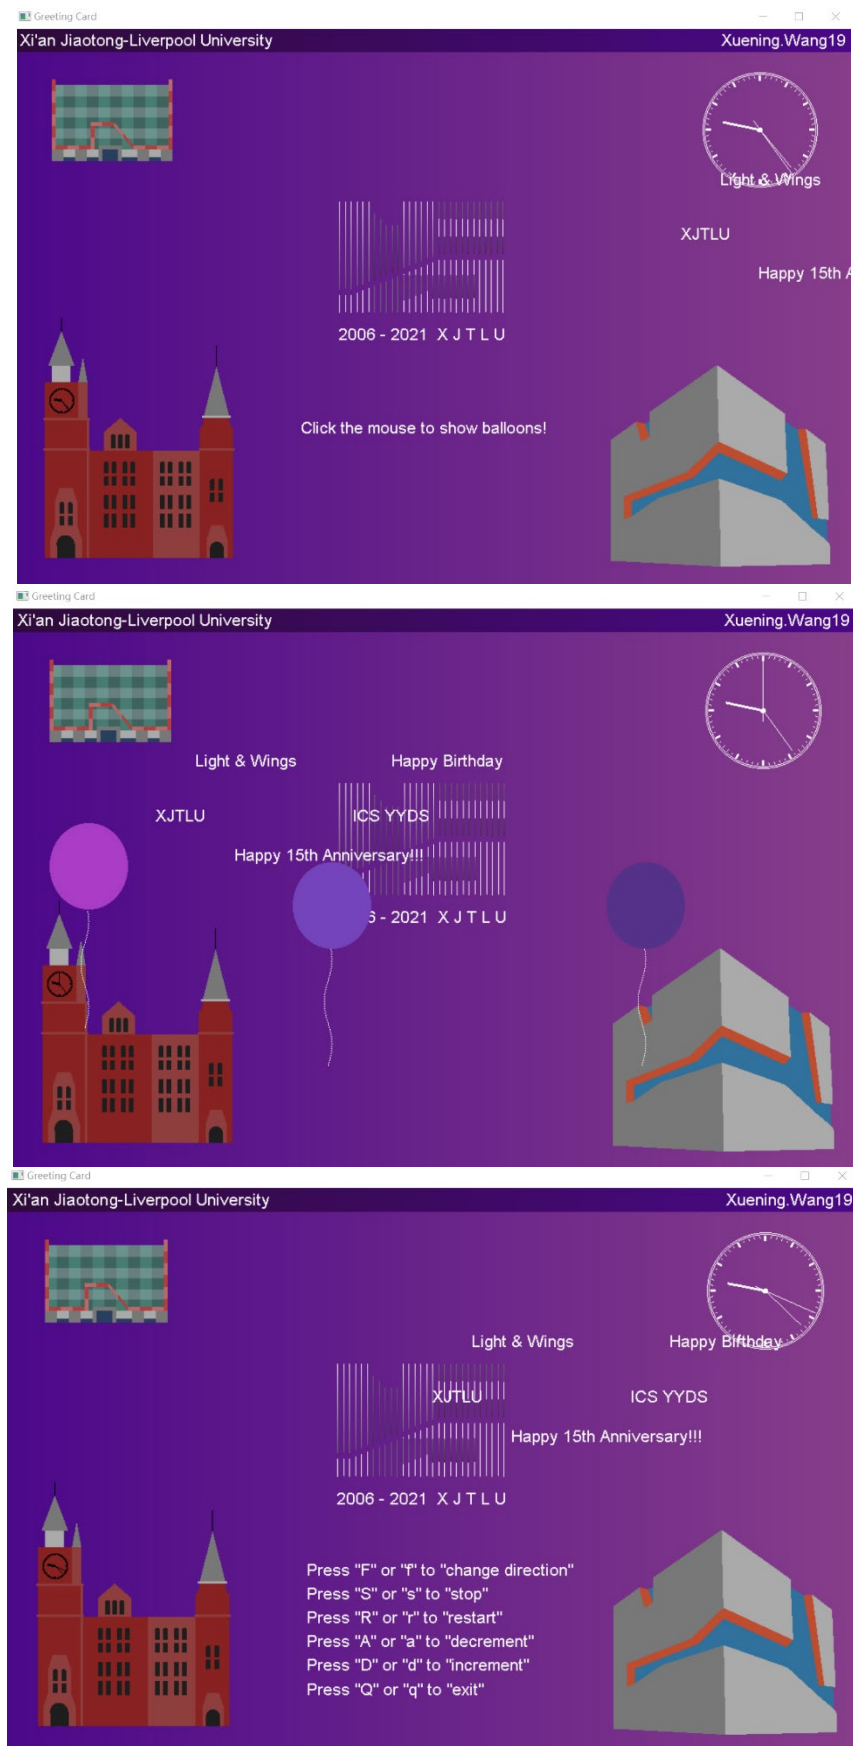 Greeting Card
Xi'an Jiaotong-Liverpool University Xuening.Wang19
Light & Wings
XJTLU
Happy 15th A
2006 - 2021 X J T L U
Click the mouse to show balloons!
Greeting Card
Xi'an Jiaotong-Liverpool University Xuening.Wang19
Light & Wings Happy Birthday
XJTLU ICS YYDS
Happy 15th Anniversary!!!
- 2021 X J T L U
Greeting Card
Xi'an Jiaotong-Liverpool University Xuening.Wang19
Light & Wings Happy Birthday
XJTLU ICS YYDS
Happy 15th Anniversary!!!
2006 - 2021 X J T L U
Press "F" or "f" to "change direction"
Press "S" or "s" to "stop"
Press "R" or "r" to "restart"
Press "A" or "a" to "decrement"
Press "D" or "d" to "increment"
Press "Q" or "q" to "exit"